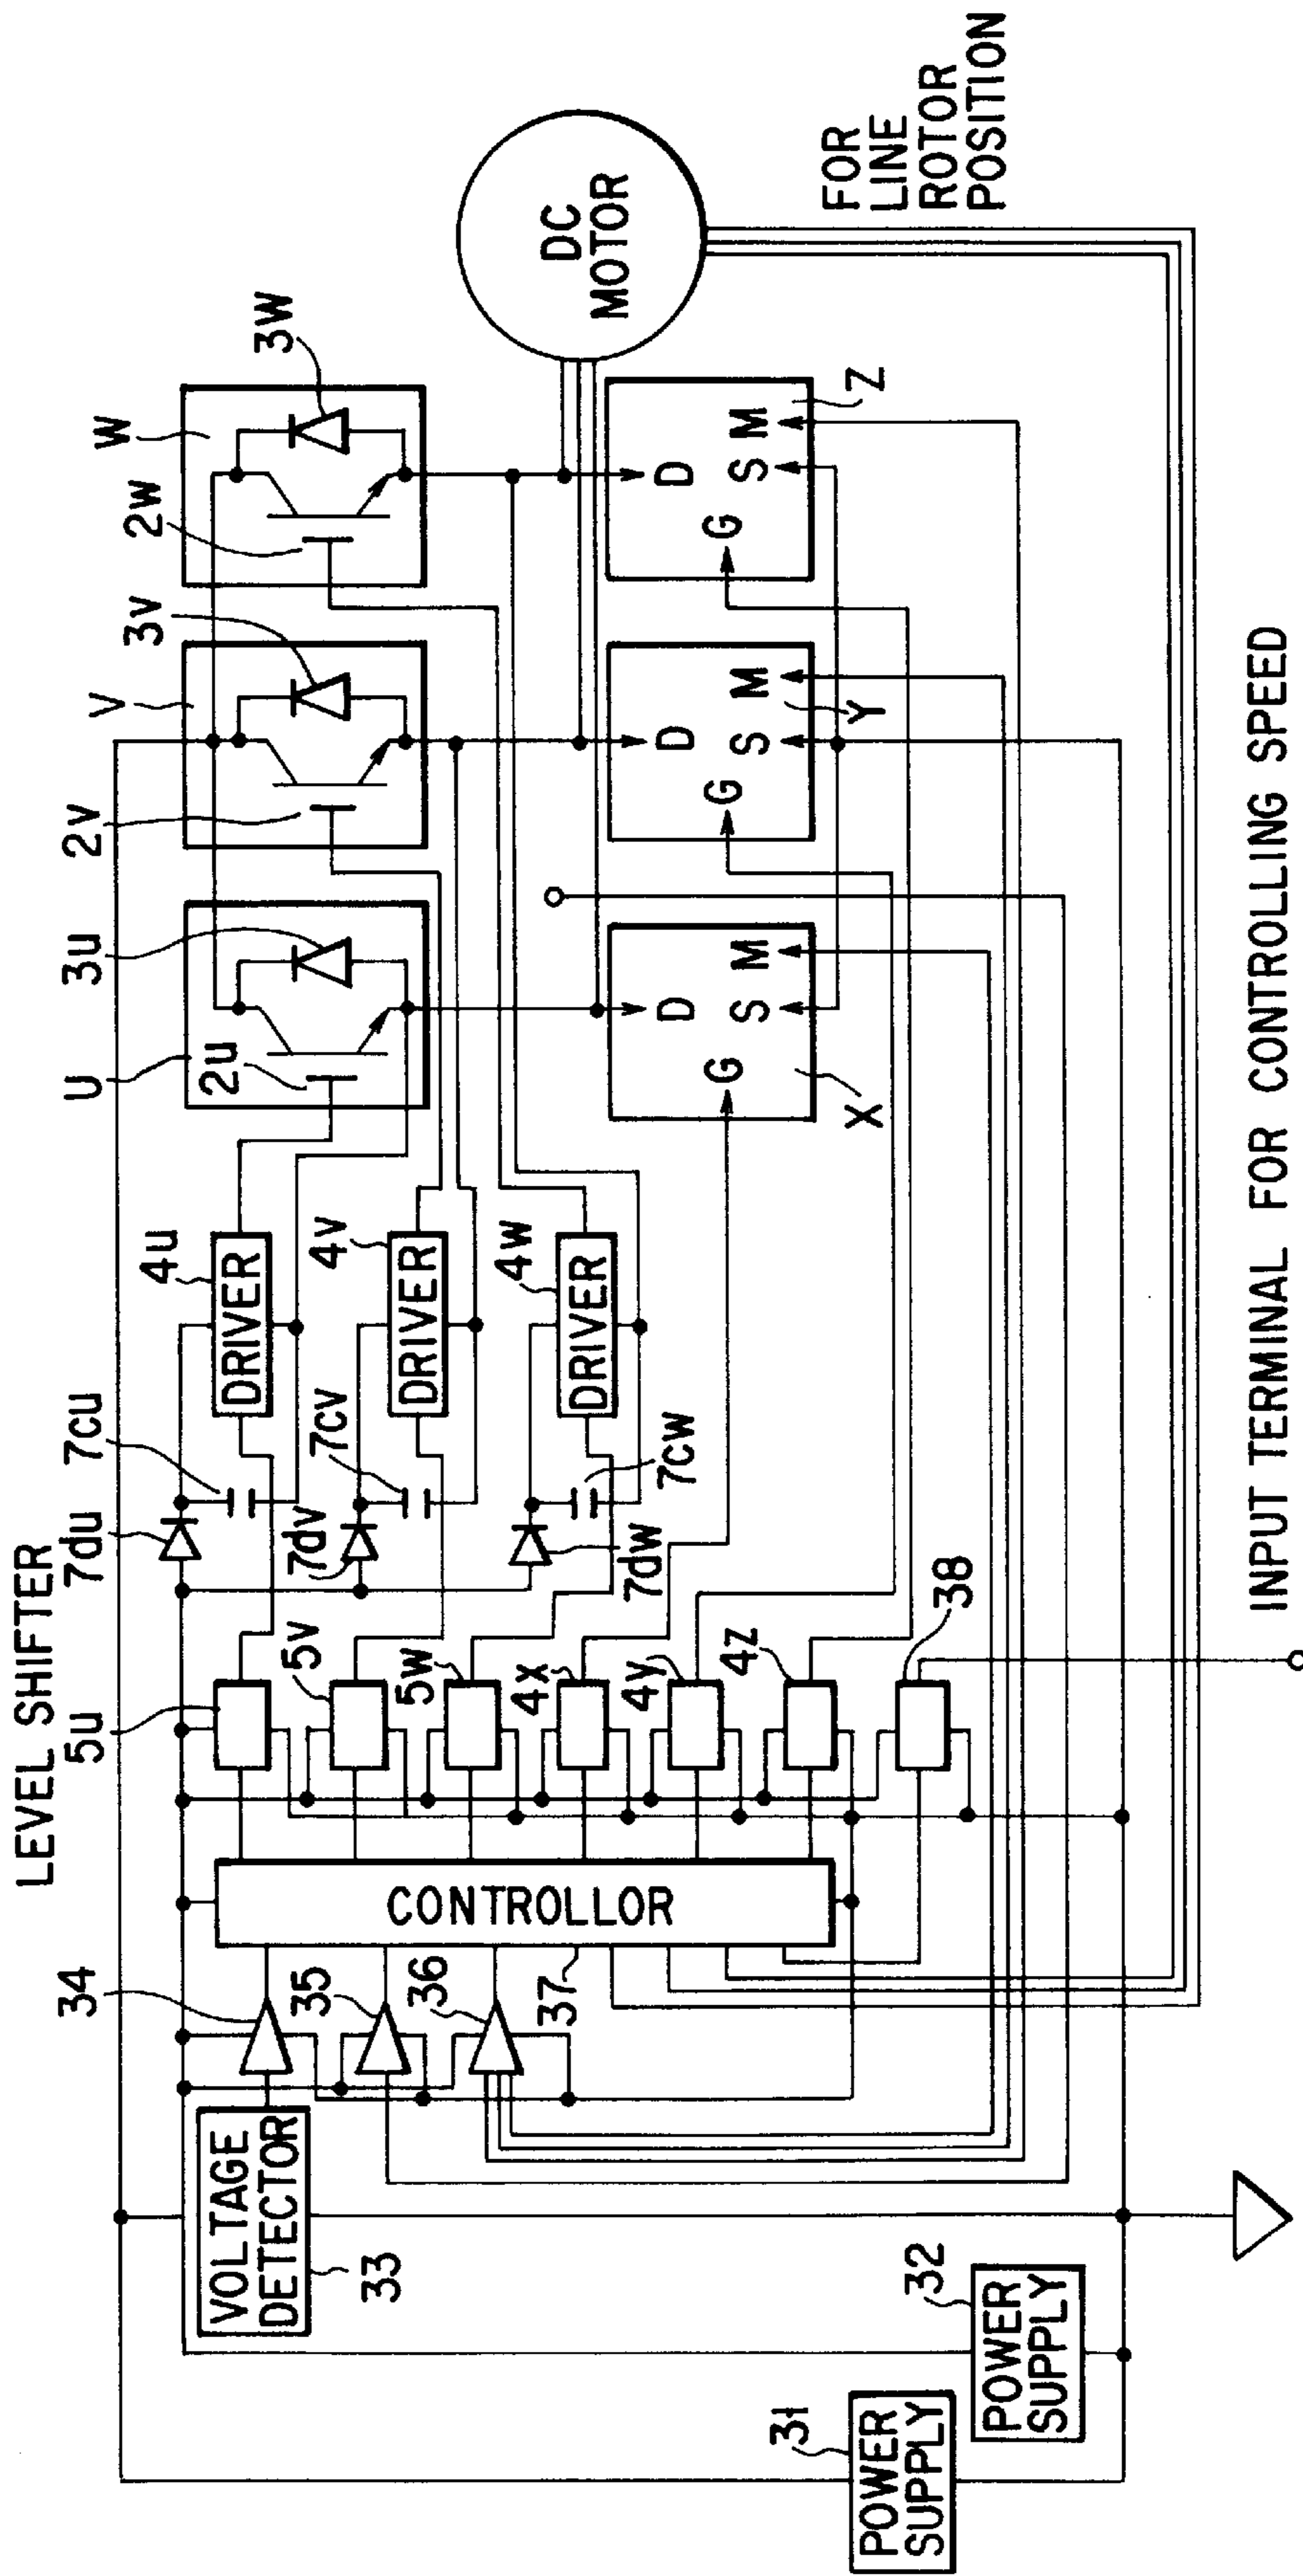 LEVEL SHIFTER
34
5u
7du
7cu
U
3u
2v
V
3v
W
2w
3w
2u
4u
DRIVER
VOLTAGE
DETECTOR
33
35
36
37
CONTROLLOR
5v
5w
4x
4y
4z
38
7dv
7cv
4v
DRIVER
7dw
7cw
4w
DRIVER
DC
MOTOR
G
D
S
M
X
G
D
S
M
Y
G
D
S
M
Z
FOR
LINE
ROTOR
POSITION
31
POWER
SUPPLY
32
POWER
SUPPLY
INPUT TERMINAL FOR CONTROLLING SPEED